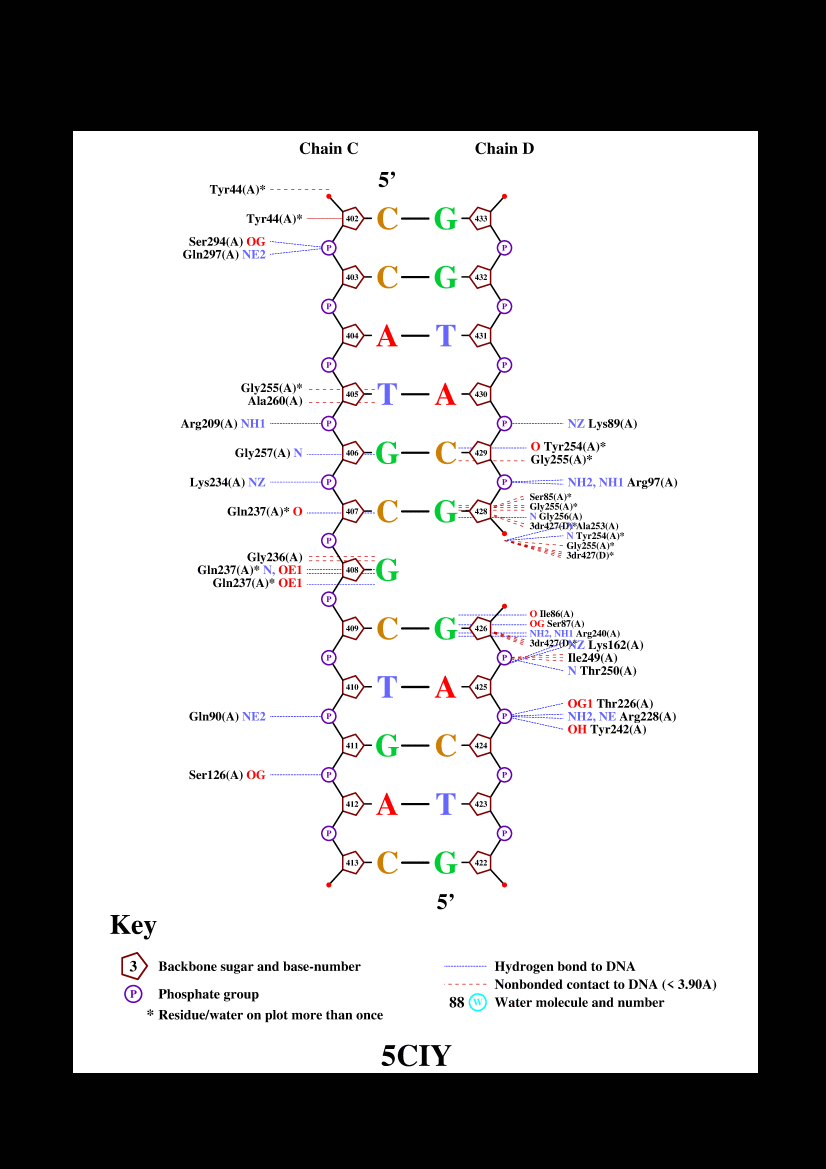 Chain C Chain D
5’
Tyr44(A)*
Tyr44(A)* 402 C G 433
Ser294(A) OG
P P
Gln297(A) NE2
403 C G 432
P P
404 A T 431
P P
Gly255(A)*
405 T A 430
Ala260(A)
Arg209(A) NH1 P P NZ Lys89(A)
O Tyr254(A)*
Gly257(A) N 406 G C 429
Gly255(A)*
Lys234(A) NZ P P NH2, NH1 Arg97(A)
Ser85(A)*
Gly255(A)*
Gln237(A)* O 407 C G 428
N Gly256(A)
3dr427(D)* N Ala253(A)
N Tyr254(A)*
P
Gly255(A)*
3dr427(D)*
Gly236(A)
Gln237(A)* N, OE1 408 G
Gln237(A)* OE1
P
O Ile86(A)
OG Ser87(A)
409 C G 426
NH2, NH1 Arg240(A)
3dr427(D)* NZ Lys162(A)
P P Ile249(A)
N Thr250(A)
410 T A 425
OG1 Thr226(A)
Gln90(A) NE2 P P NH2, NE Arg228(A)
OH Tyr242(A)
411 G C 424
Ser126(A) OG P P
412 A T 423
P P
413 C G 422
5’
Key
3 Backbone sugar and base-number
P Phosphate group
* Residue/water on plot more than once
Hydrogen bond to DNA
Nonbonded contact to DNA (< 3.90A)
88 W Water molecule and number
5CIY